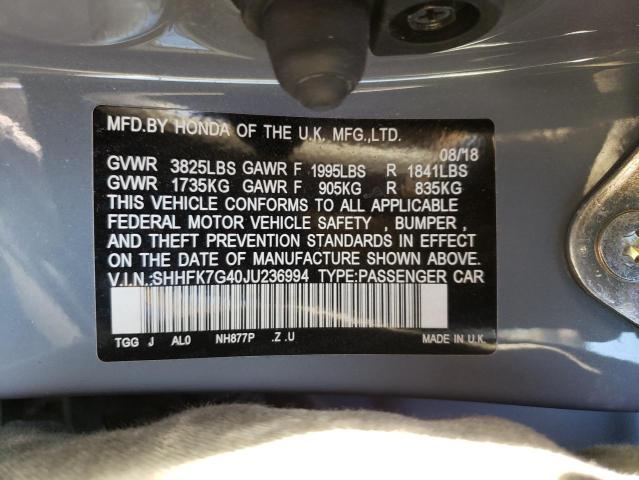 MFD.BY HONDA OF THE U.K. MFG.,LTD.
08/18
GVWR 3825LBS GAWR F 1995LBS R 1841LBS
GVWR 1735KG GAWR F 905KG R 835KG
THIS VEHICLE CONFORMS TO ALL APPLICABLE
FEDERAL MOTOR VEHICLE SAFETY , BUMPER ,
AND THEFT PREVENTION STANDARDS IN EFFECT
ON THE DATE OF MANUFACTURE SHOWN ABOVE.
V.I.N.:SHHFK7G40JU236994 TYPE:PASSENGER CAR
TGG J AL0 NH877P .Z .U MADE IN U.K.